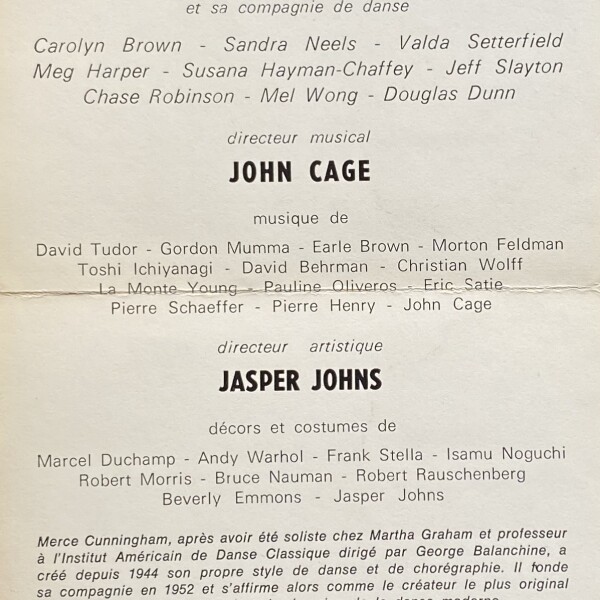 et sa compagnie de danse
Carolyn Brown - Sandra Neels - Valda Setterfield
Meg Harper - Susana Hayman-Chaffey - Jeff Slayton
Chase Robinson - Mel Wong - Douglas Dunn
directeur musical
JOHN CAGE
musique de
David Tudor - Gordon Mumma - Earle Brown - Morton Feldman
Toshi Ichiyanagi - David Behrman - Christian Wolff
La Monte Young - Pauline Oliveros - Eric Satie
Pierre Schaeffer - Pierre Henry - John Cage
directeur artistique
JASPER JOHNS
décors et costumes de
Marcel Duchamp - Andy Warhol - Frank Stella - Isamu Noguchi
Robert Morris - Bruce Nauman - Robert Rauschenberg
Beverly Emmons - Jasper Johns
Merce Cunningham, après avoir été soliste chez Martha Graham et professeur
à l'Institut Américain de Danse Classique dirigé par George Balanchine, a
créé depuis 1944 son propre style de danse et de chorégraphie. Il fonde
sa compagnie en 1952 et s'affirme alors comme le créateur le plus original
de la danse moderne